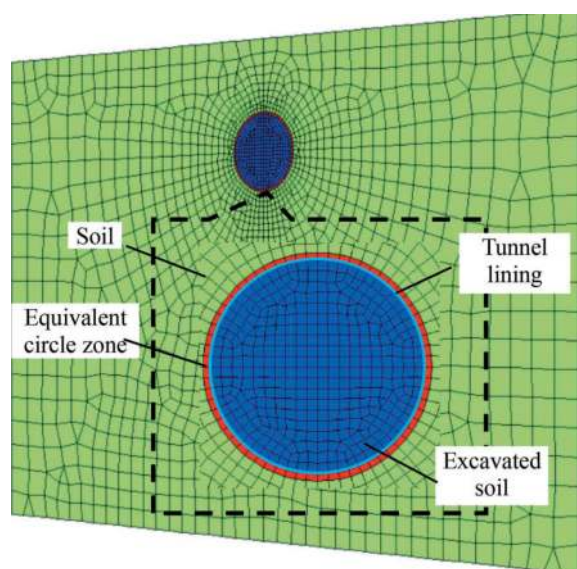 Soil
Tunnel
lining
Equivalent
circle zone
Excavated
soil